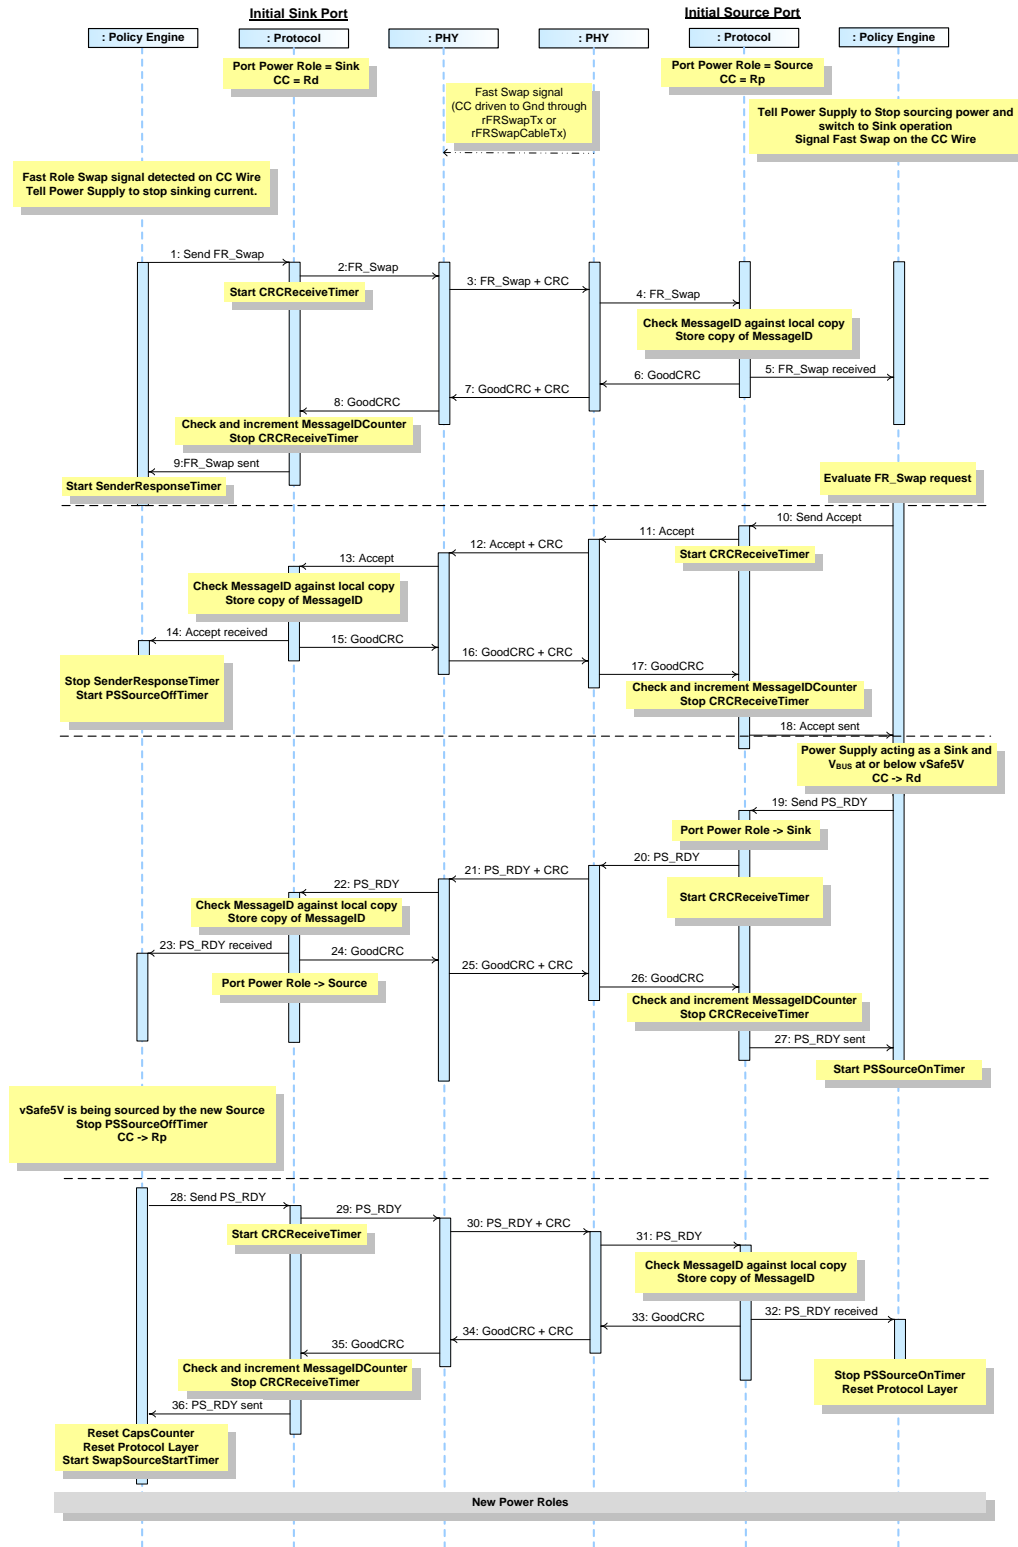 Initial Sink Port
Initial Source Port
: Policy Engine
: Protocol
: PHY
: PHY
: Protocol
: Policy Engine
Port Power Role = Sink
CC = Rd
Port Power Role = Source
CC = Rp
Fast Swap signal
(CC driven to Gnd through
rFRSwapTx or
rFRSwapCableTx)
Tell Power Supply to Stop sourcing power and
switch to Sink operation
Signal Fast Swap on the CC Wire
Fast Role Swap signal detected on CC Wire
Tell Power Supply to stop sinking current.
1: Send FR_Swap
2:FR_Swap
Start CRCReceiveTimer
3: FR_Swap + CRC
4: FR_Swap
Check MessageID against local copy
Store copy of MessageID
5: FR_Swap received
6: GoodCRC
7: GoodCRC + CRC
8: GoodCRC
Check and increment MessageIDCounter
Stop CRCReceiveTimer
9:FR_Swap sent
Start SenderResponseTimer
Evaluate FR_Swap request
10: Send Accept
11: Accept
Start CRCReceiveTimer
12: Accept + CRC
13: Accept
Check MessageID against local copy
Store copy of MessageID
14: Accept received
15: GoodCRC
16: GoodCRC + CRC
17: GoodCRC
Stop SenderResponseTimer
Start PSSourceOffTimer
Check and increment MessageIDCounter
Stop CRCReceiveTimer
18: Accept sent
Power Supply acting as a Sink and
VBUS at or below vSafe5V
CC -> Rd
19: Send PS_RDY
Port Power Role -> Sink
20: PS_RDY
21: PS_RDY + CRC
22: PS_RDY
Start CRCReceiveTimer
Check MessageID against local copy
Store copy of MessageID
23: PS_RDY received
24: GoodCRC
25: GoodCRC + CRC
26: GoodCRC
Port Power Role -> Source
Check and increment MessageIDCounter
Stop CRCReceiveTimer
27: PS_RDY sent
Start PSSourceOnTimer
vSafe5V is being sourced by the new Source
Stop PSSourceOffTimer
CC -> Rp
28: Send PS_RDY
29: PS_RDY
Start CRCReceiveTimer
30: PS_RDY + CRC
31: PS_RDY
Check MessageID against local copy
Store copy of MessageID
32: PS_RDY received
33: GoodCRC
34: GoodCRC + CRC
35: GoodCRC
Check and increment MessageIDCounter
Stop CRCReceiveTimer
Stop PSSourceOnTimer
Reset Protocol Layer
36: PS_RDY sent
Reset CapsCounter
Reset Protocol Layer
Start SwapSourceStartTimer
New Power Roles